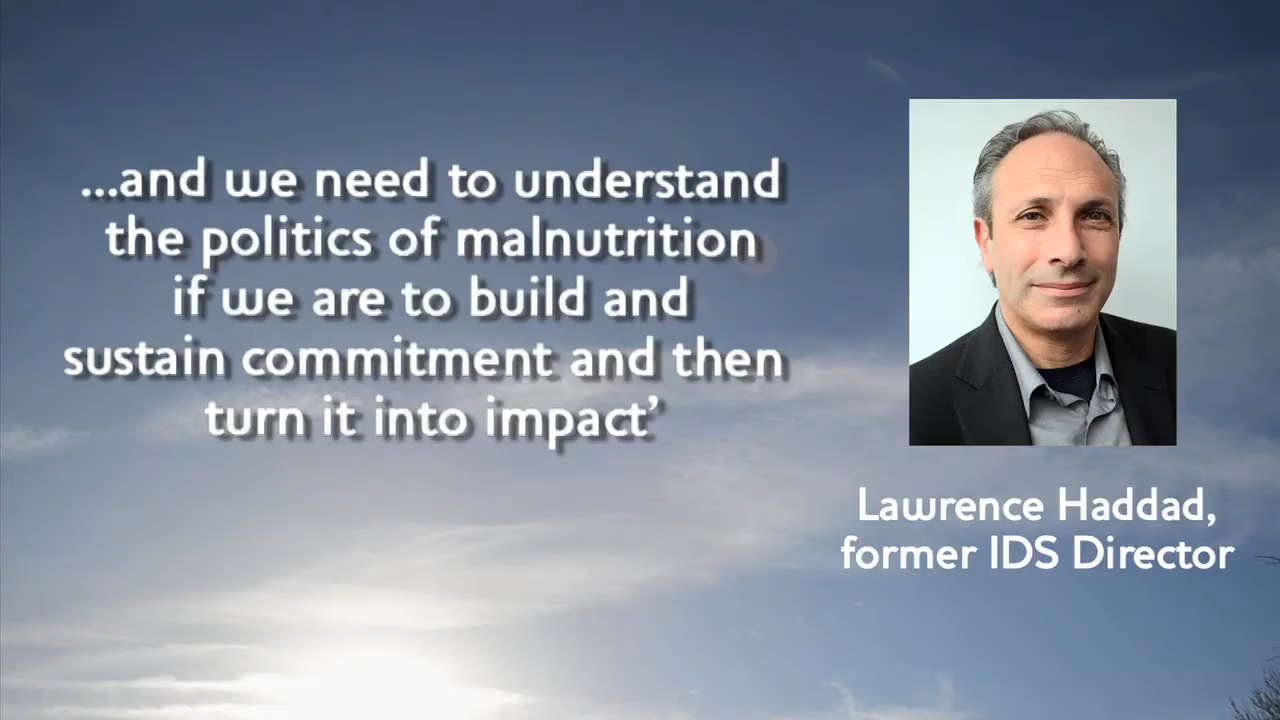 ...and we need to understand
the politics of malnutrition
if we are to build and
sustain commitment and then
turn it into impact’
Lawrence Haddad,
former IDS Director